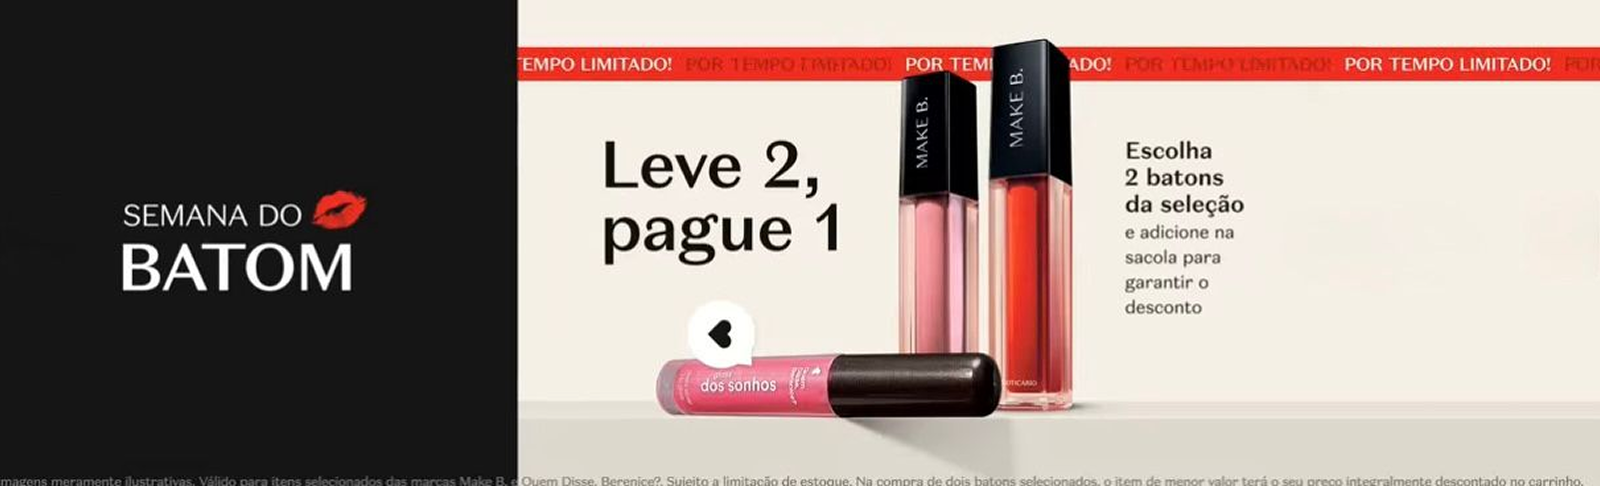 SEMANA DO
BATOM
TEMPO LIMITADO! POR TEMPO LIMITADO! POR TEMP ADO! POR TEMPO LIMITADO! POR TEMPO LIMITADO! POR
Leve 2,
pague 1
MAKE B.
MAKE B.
Escolha
2 batons
da seleção
e adicione na
sacola para
garantir o
desconto
dos sonhos
magens meramente ilustrativas. Válido para itens selecionados das marcas Make B. e Quem Disse, Berenice?. Sujeito a limitação de estoque. Na compra de dois batons selecionados, o item de menor valor terá o seu preço integralmente descontado no carrinho.